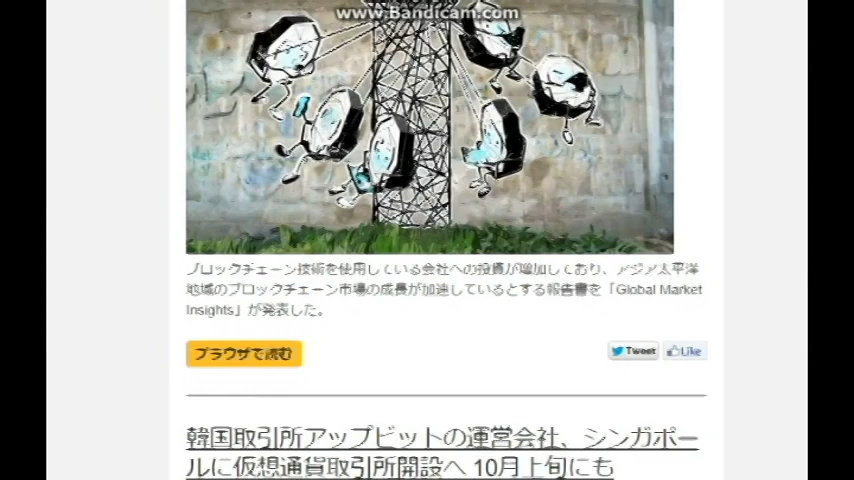 www.Bandicam.com
ブロックチェーン技術を使用している会社への投資が増加しており、アジア太平洋
地域のブロックチェーン市場の成長が加速しているとする報告書を「Global Market
Insights」が発表した。
ブラウザで読む
Tweet
Like
韓国取引所アップビットの運営会社、シンガポー
ルに仮想通貨取引所開設へ 10月上旬にも